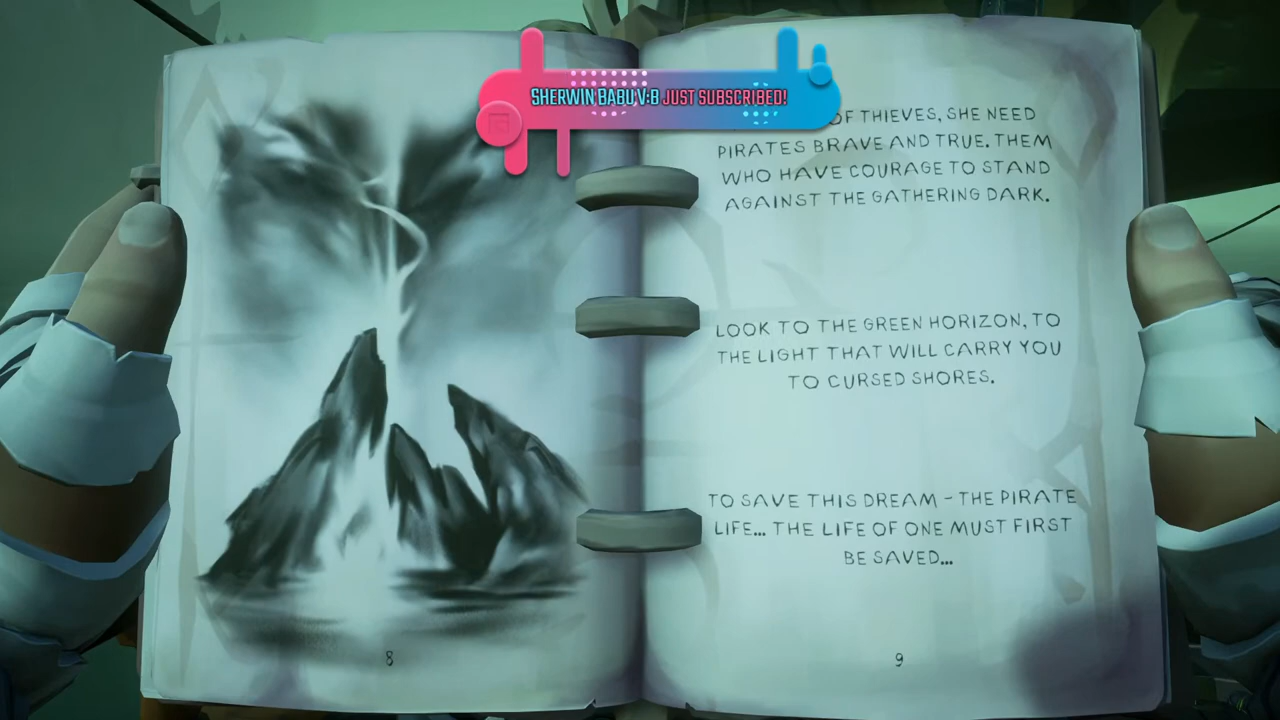 SHERWIN BABU V:B JUST SUBSCRIBED!
OF THIEVES, SHE NEED
PIRATES BRAVE AND TRUE. THEM
WHO HAVE COURAGE TO STAND
AGAINST THE GATHERING DARK.
LOOK TO THE GREEN HORIZON, TO
THE LIGHT THAT WILL CARRY YOU
TO CURSED SHORES.
TO SAVE THIS DREAM - THE PIRATE
LIFE... THE LIFE OF ONE MUST FIRST
BE SAVED...
8
9